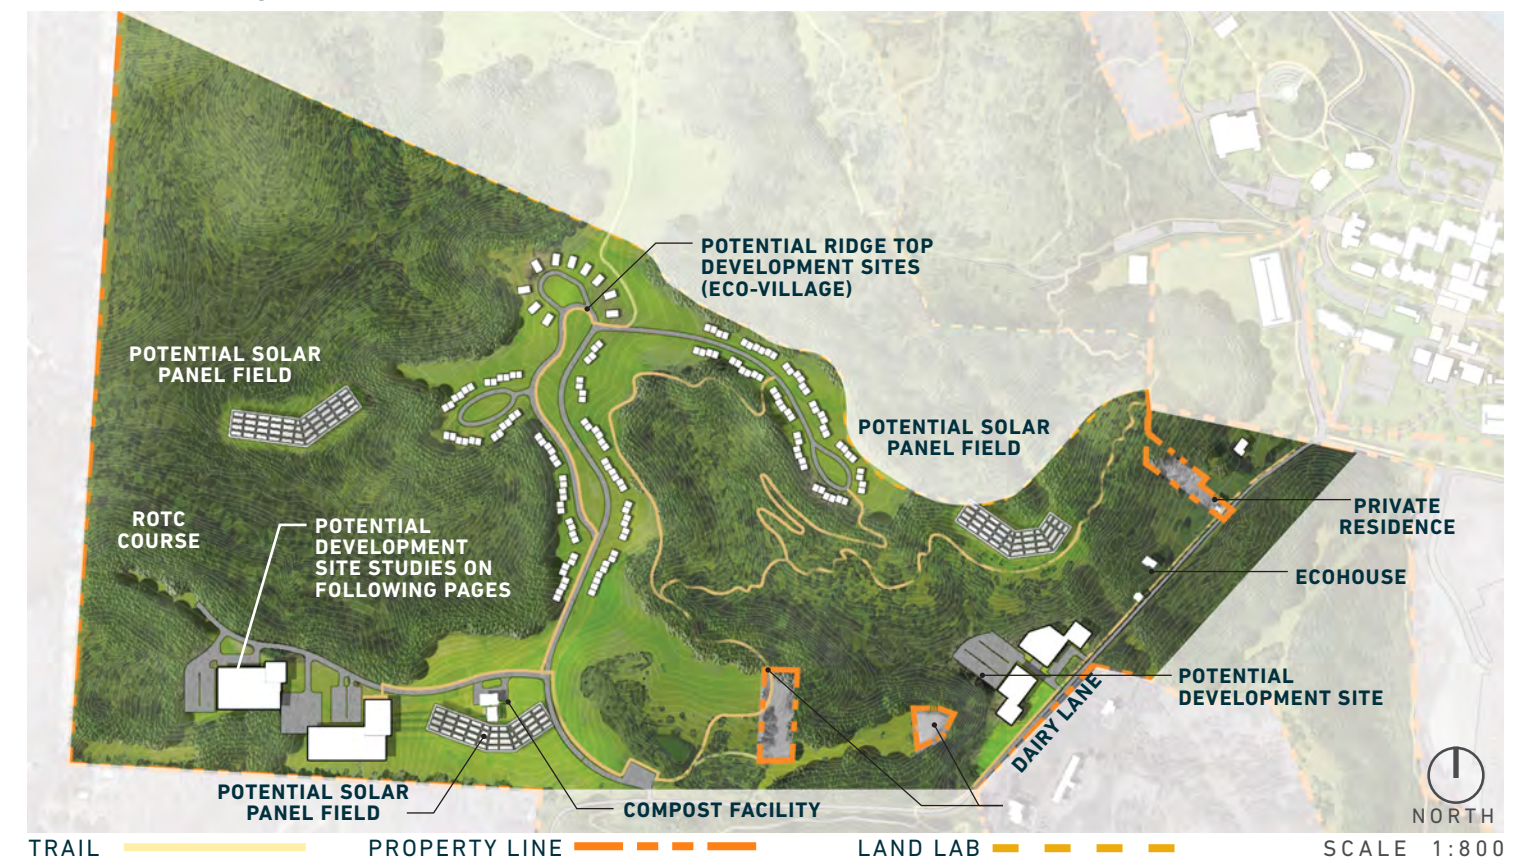 POTENTIAL RIDGE TOP
DEVELOPMENT SITES
(ECO-VILLAGE)
POTENTIAL SOLAR
PANEL FIELD
POTENTIAL SOLAR
PANEL FIELD
ROTC
COURSE
POTENTIAL
DEVELOPMENT
SITE STUDIES ON
FOLLOWING PAGES
PRIVATE
RESIDENCE
ECOHOUSE
POTENTIAL
DEVELOPMENT SITE
DAIRY LANE
POTENTIAL SOLAR
PANEL FIELD
COMPOST FACILITY
NORTH
TRAIL
PROPERTY LINE
LAND LAB
SCALE 1:800